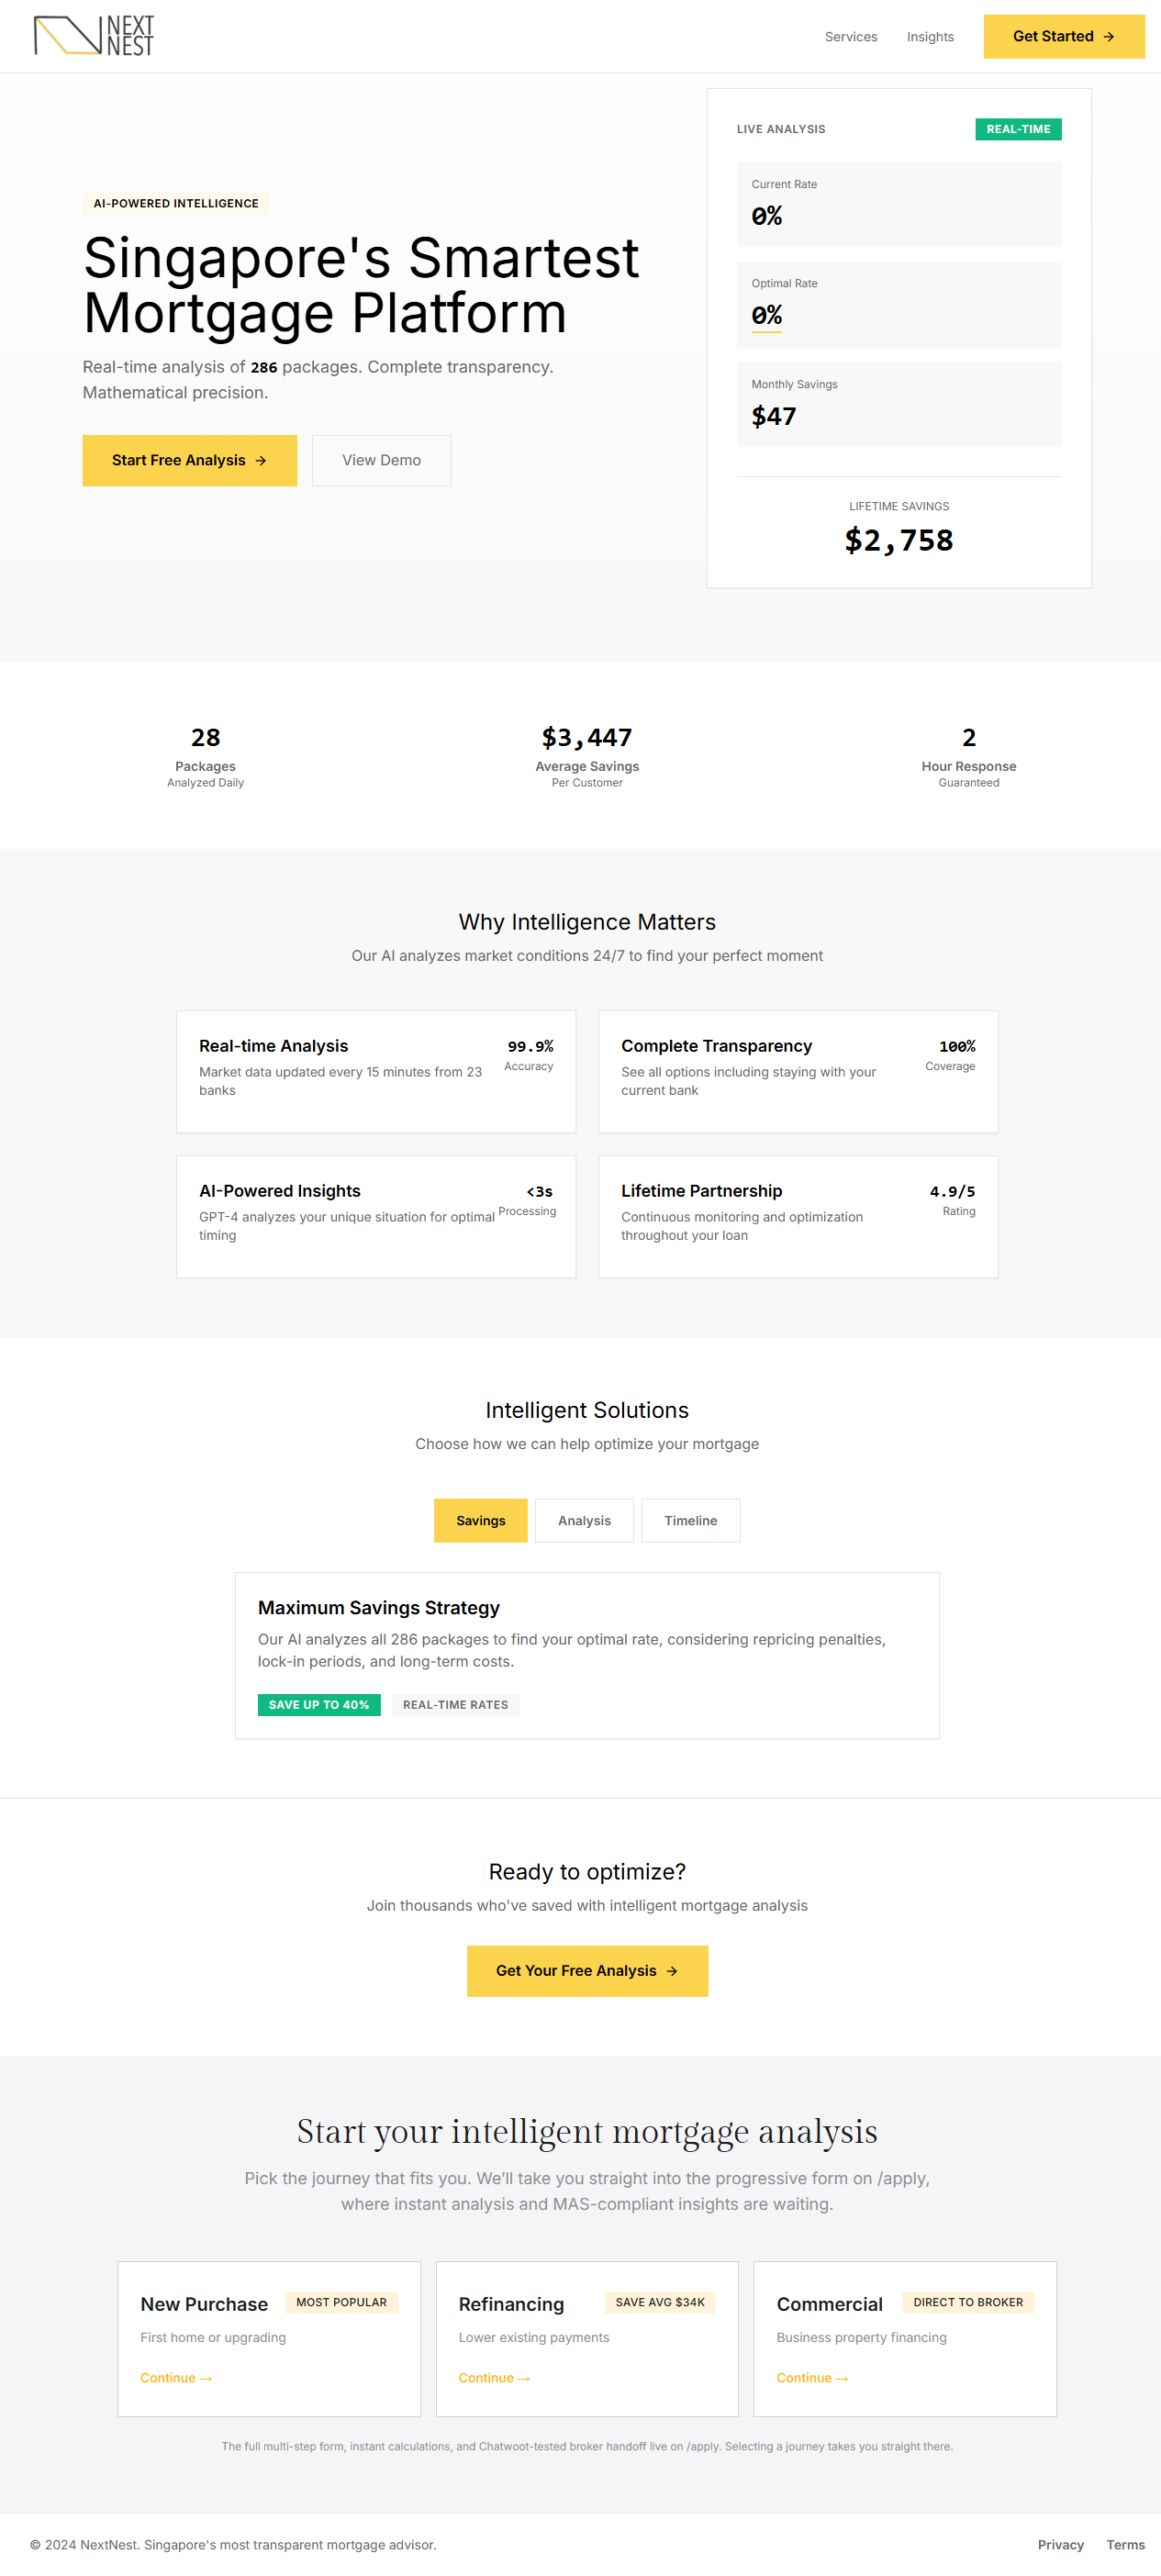 NEXT
NEST
Services
Insights
Get Started →
LIVE ANALYSIS
REAL-TIME
Current Rate
0%
Optimal Rate
0%
Monthly Savings
$47
LIFETIME SAVINGS
$2,758
AI-POWERED INTELLIGENCE
Singapore's Smartest
Mortgage Platform
Real-time analysis of 286 packages. Complete transparency.
Mathematical precision.
Start Free Analysis →
View Demo
28
Packages
Analyzed Daily
$3,447
Average Savings
Per Customer
2
Hour Response
Guaranteed
Why Intelligence Matters
Our AI analyzes market conditions 24/7 to find your perfect moment
Real-time Analysis
Market data updated every 15 minutes from 23
banks
99.9%
Accuracy
Complete Transparency
See all options including staying with your
current bank
100%
Coverage
AI-Powered Insights
GPT-4 analyzes your unique situation for optimal
timing
<3s
Processing
Lifetime Partnership
Continuous monitoring and optimization
throughout your loan
4.9/5
Rating
Intelligent Solutions
Choose how we can help optimize your mortgage
Savings
Analysis
Timeline
Maximum Savings Strategy
Our AI analyzes all 286 packages to find your optimal rate, considering repricing penalties,
lock-in periods, and long-term costs.
SAVE UP TO 40%
REAL-TIME RATES
Ready to optimize?
Join thousands who've saved with intelligent mortgage analysis
Get Your Free Analysis →
Start your intelligent mortgage analysis
Pick the journey that fits you. We’ll take you straight into the progressive form on /apply,
where instant analysis and MAS-compliant insights are waiting.
New Purchase
MOST POPULAR
First home or upgrading
Continue →
Refinancing
SAVE AVG $34K
Lower existing payments
Continue →
Commercial
DIRECT TO BROKER
Business property financing
Continue →
The full multi-step form, instant calculations, and Chatwoot-tested broker handoff live on /apply. Selecting a journey takes you straight there.
© 2024 NextNest. Singapore's most transparent mortgage advisor.
Privacy
Terms